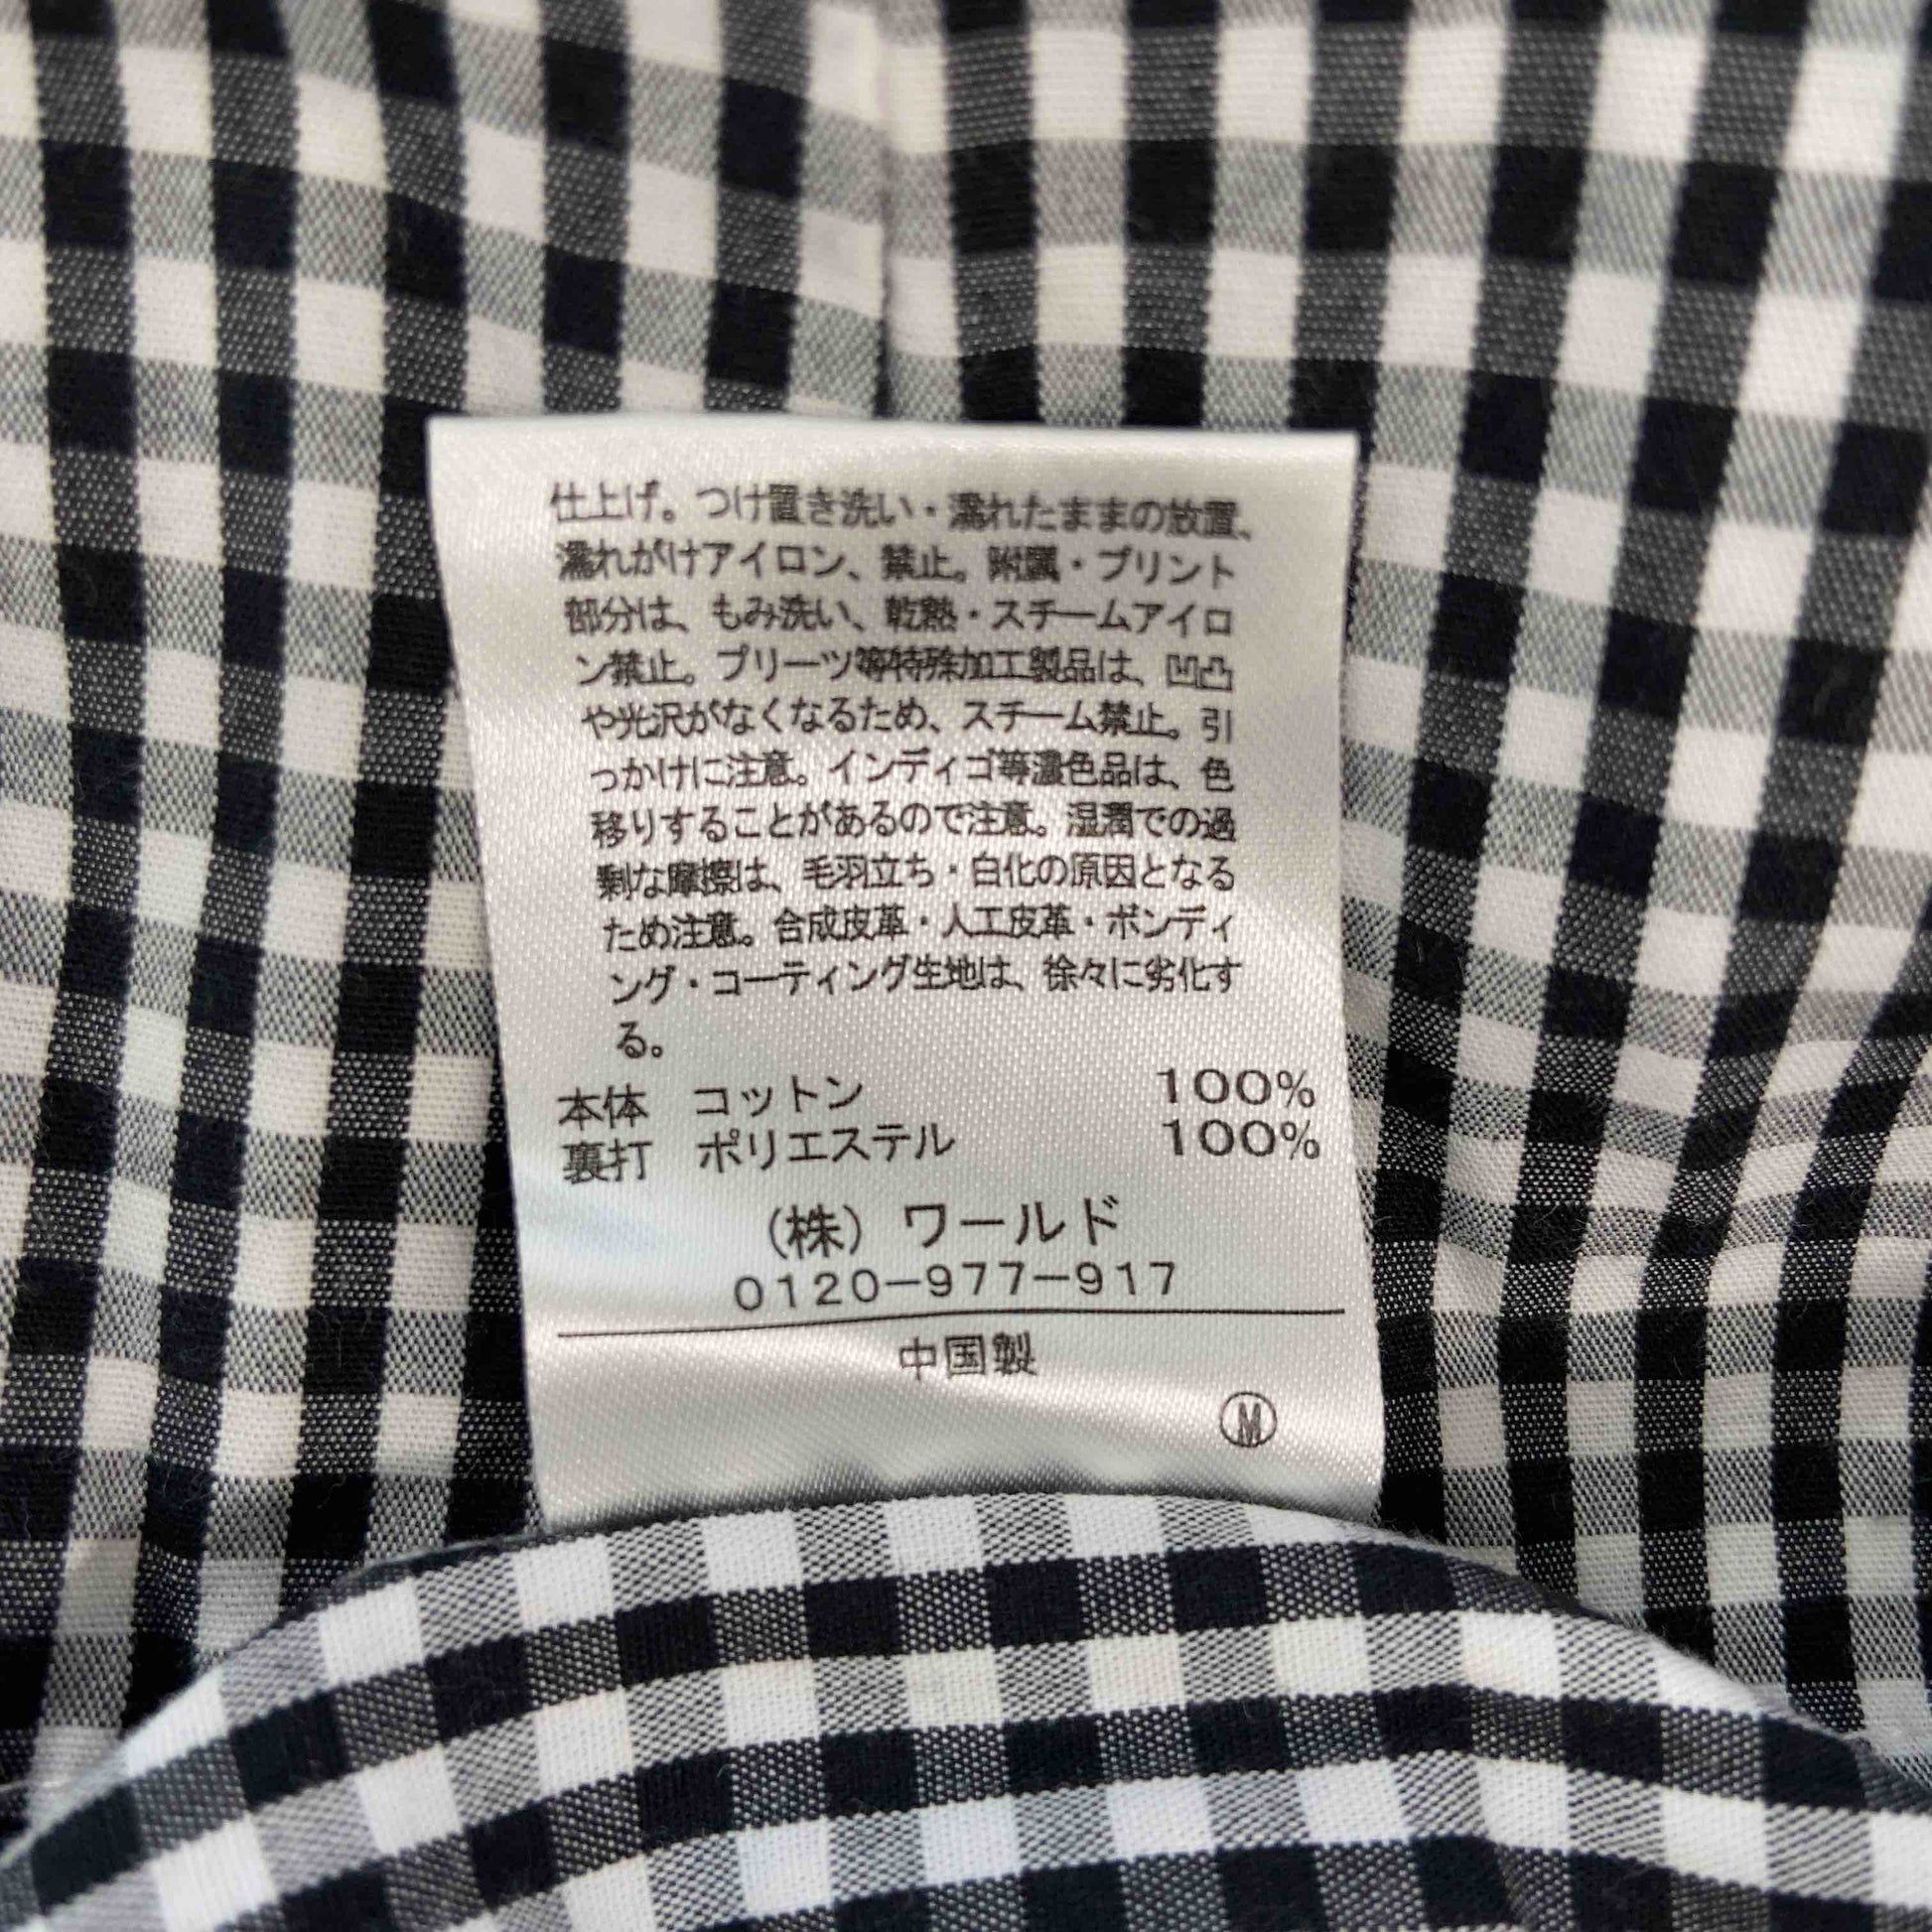 仕上げ。つけ置き洗い・濡れたままの放置、
濡れがけアイロン、禁止。附属・プリント
部分は、もみ洗い、乾熱・スチームアイロ
ン禁止。プリーツ等特殊加工製品は、凹凸
や光沢がなくなるため、スチーム禁止。引
っかけに注意。インディゴ等濃色品は、色
移りすることがあるので注意。湿潤での過
剰な摩擦は、毛羽立ち・白化の原因となる
ため注意。合成皮革・人工皮革・ボンディ
ング・コーティング生地は、徐々に劣化す
る。
本体 コットン 100%
裏打 ポリエステル 100%
(株) ワールド
0120-977-917
中国製
Ⓜ